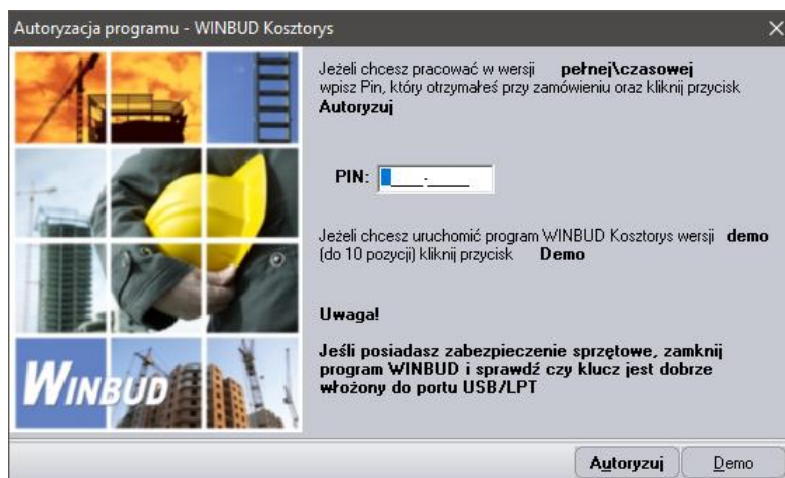 Autoryzacja programu - WINBUD Kosztorys
Jeżeli chcesz pracować w wersji pełnej\czasowej
wpisz Pin, który otrzymałeś przy zamówieniu oraz kliknij przycisk
Autoryzuj
PIN: _____-_____
Jeżeli chcesz uruchomić program WINBUD Kosztorys wersji demo
(do 10 pozycji) kliknij przycisk Demo
Uwaga!
Jeśli posiadasz zabezpieczenie sprzętowe, zamknij
program WINBUD i sprawdź czy klucz jest dobrze
włożony do portu USB/LPT
WINBUD
Autoryzuj Demo